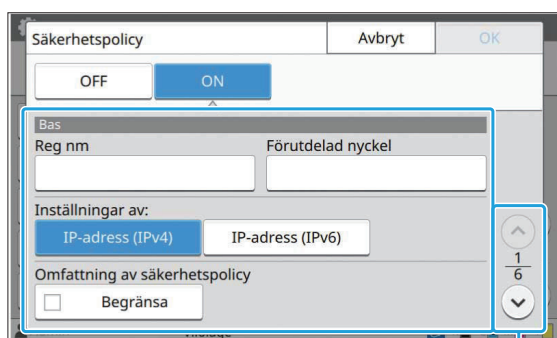 Säkerhetspolicy Avbryt OK
OFF ON
Bas
Reg nm Förutdelad nyckel
Inställningar av:
IP-adress (IPv4) IP-adress (IPv6)
1
6
Omfattning av säkerhetspolicy
Begränsa